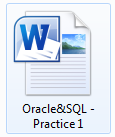 W
Oracle&SQL -
Practice 1